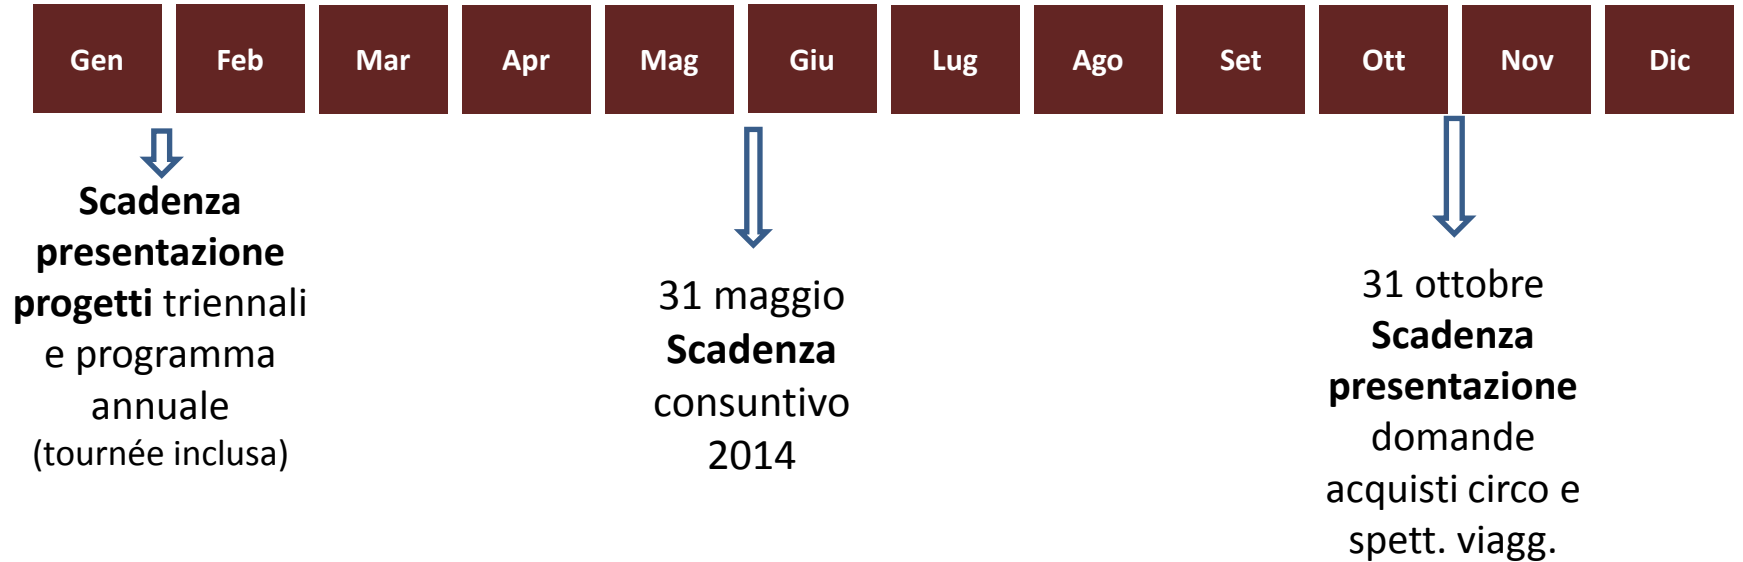 Gen Feb Mar Apr Mag Giu Lug Ago Set Ott Nov Dic
Scadenza
presentazione
progetti triennali
e programma
annuale
(tournée inclusa)
31 maggio
Scadenza
consuntivo
2014
31 ottobre
Scadenza
presentazione
domande
acquisti circo e
spett. viagg.